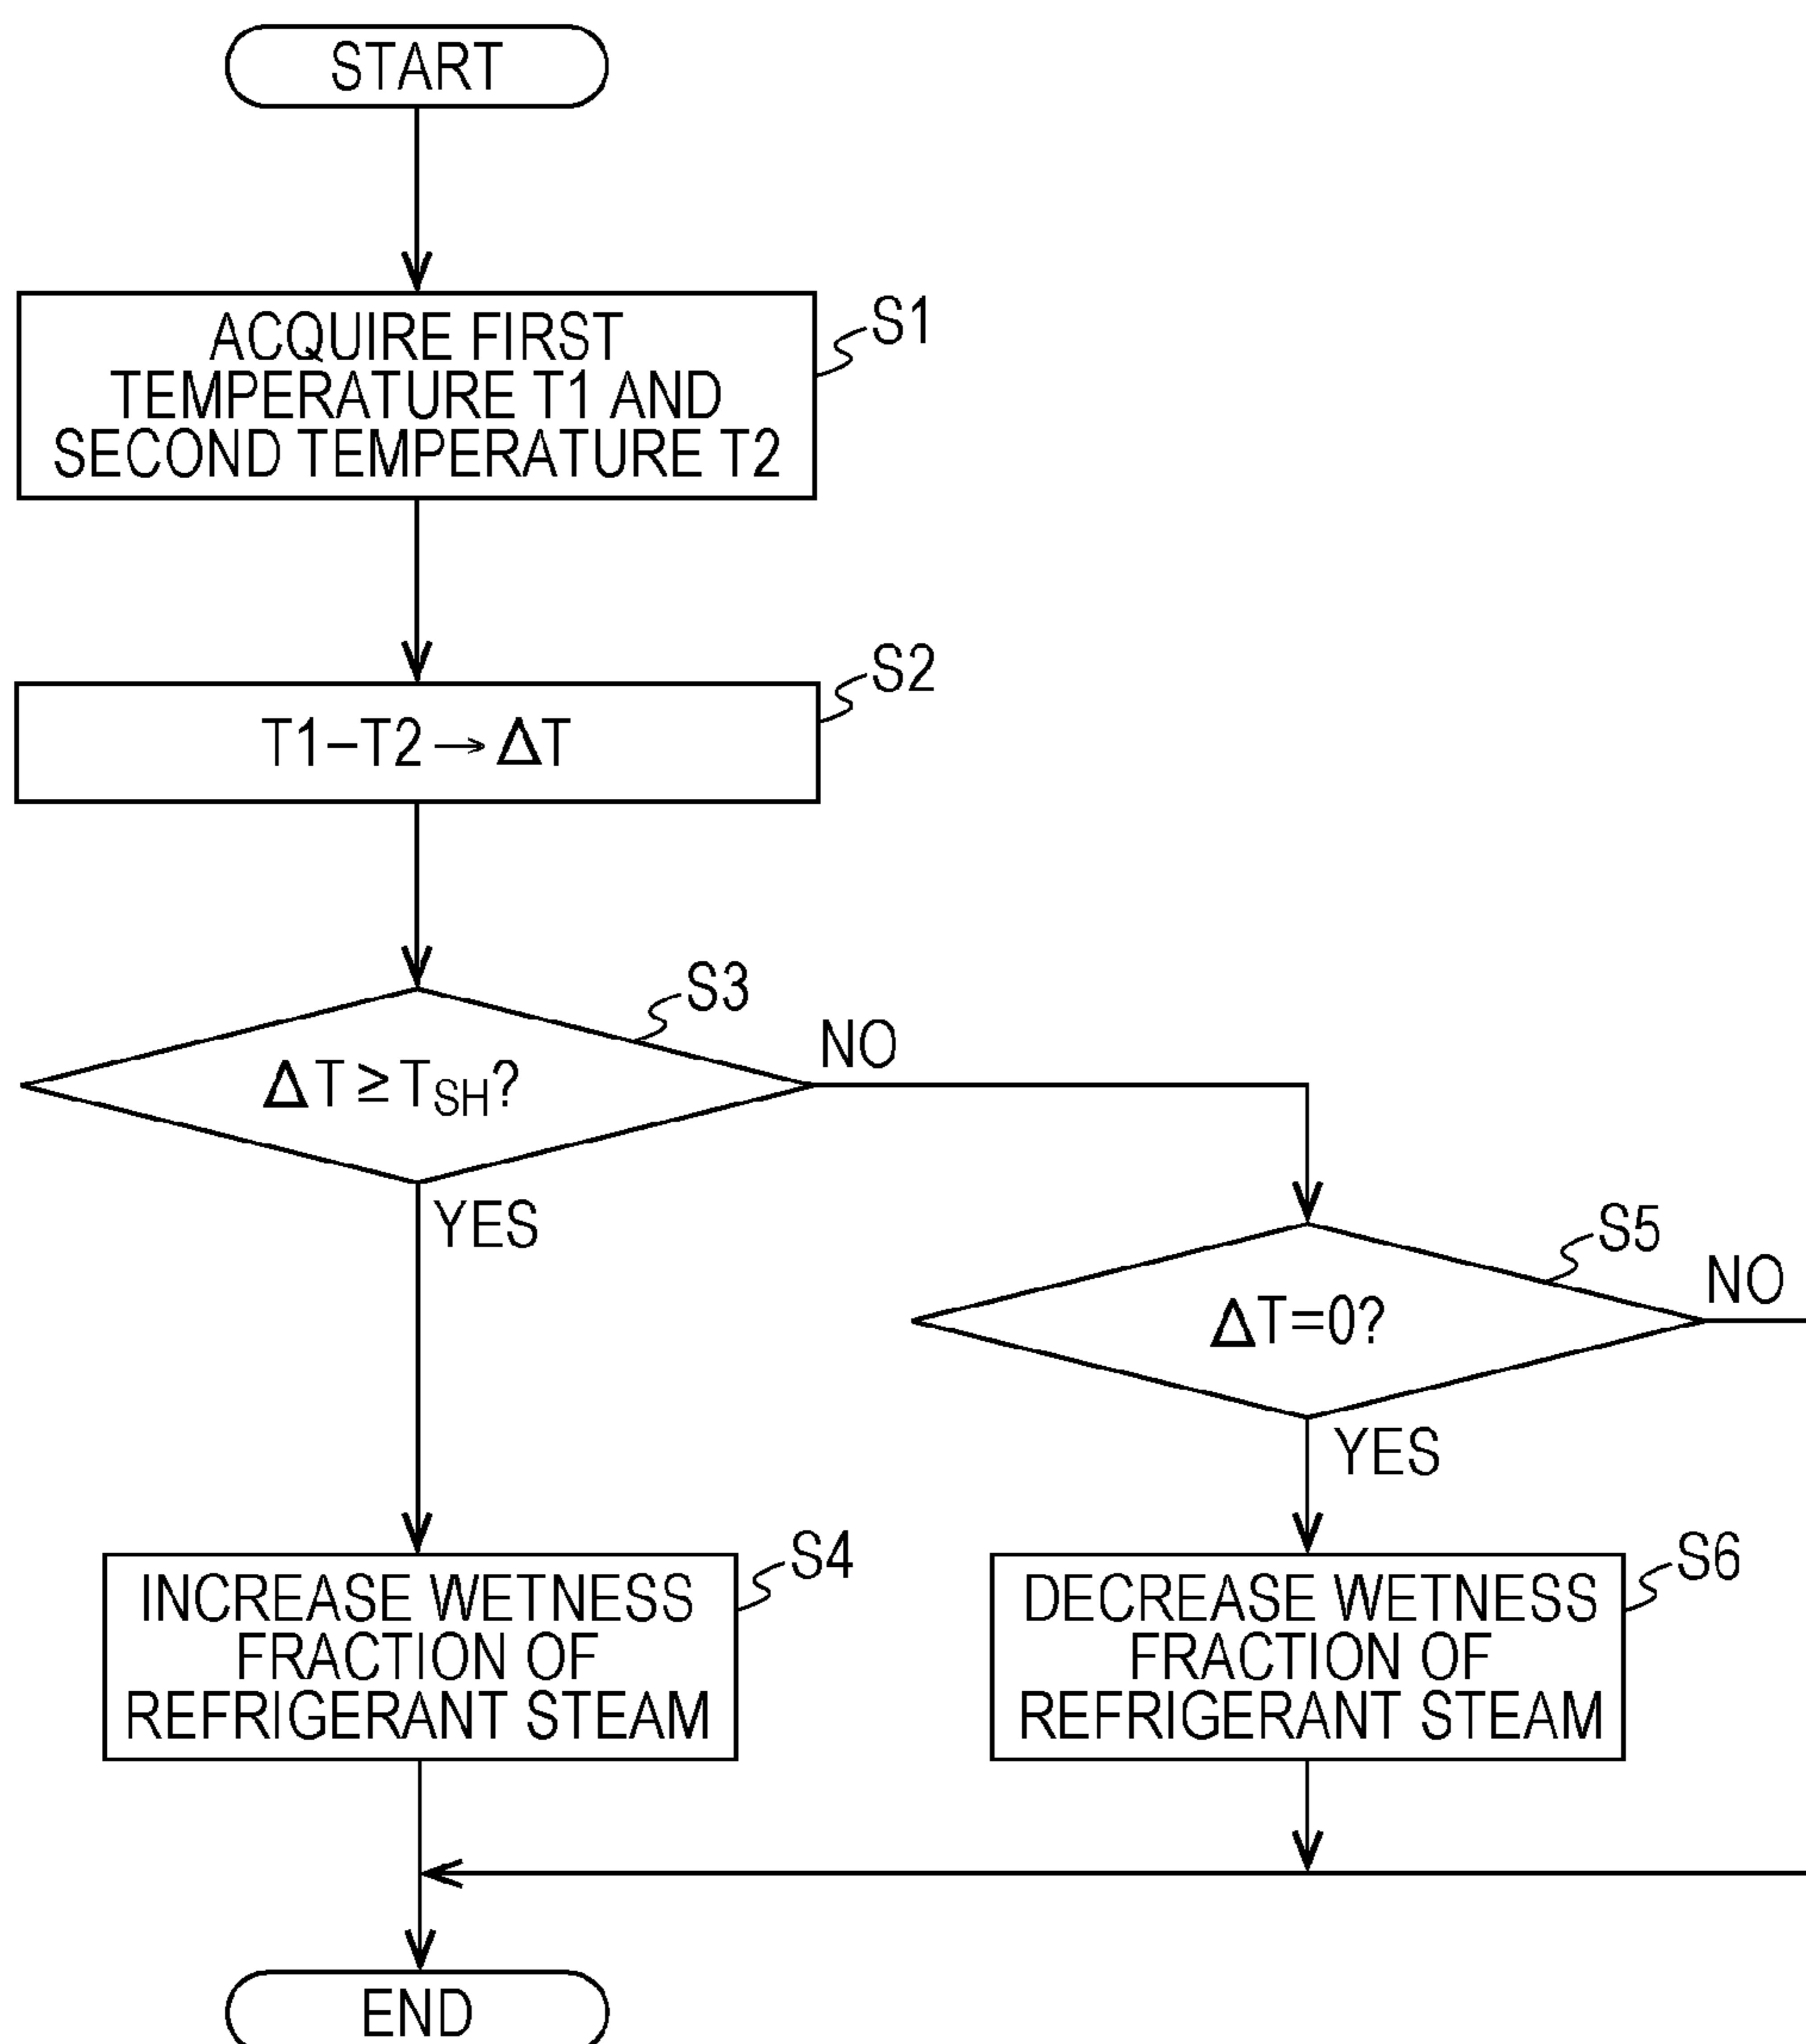 START
ACQUIRE FIRST
TEMPERATURE T1 AND
SECOND TEMPERATURE T2
S1
T1−T2→ΔT
S2
ΔT≥T_SH?
S3
NO
YES
ΔT=0?
S5
NO
YES
INCREASE WETNESS
FRACTION OF
REFRIGERANT STEAM
S4
DECREASE WETNESS
FRACTION OF
REFRIGERANT STEAM
S6
END